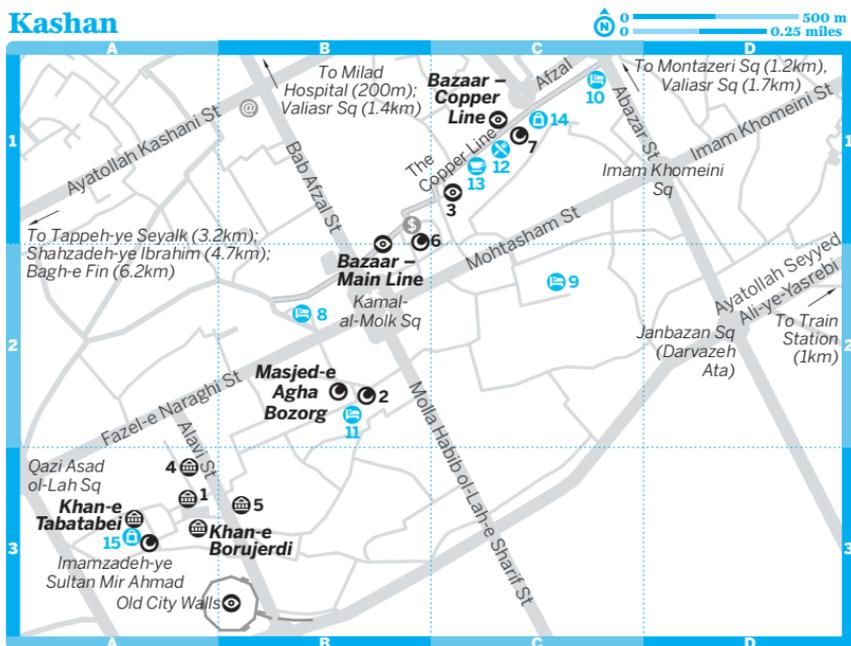 Kashan
N
0 500 m
0 0.25 miles
A
B
C
D
1
1
2
2
3
3
A
B
C
D
To Milad
Hospital (200m);
Valiasr Sq (1.4km)
Bazaar –
Copper
Line
Afzal
10
To Montazeri Sq (1.2km),
Valiasr Sq (1.7km)
@
14
7
12
13
3
Ayatollah Kashani St
Bab Afzal St
The
Copper Line
Abazar St
Imam Khomeini St
Imam Khomeini
Sq
$
6
To Tappeh-ye Seyalk (3.2km);
Shahzadeh-ye Ibrahim (4.7km);
Bagh-e Fin (6.2km)
Bazaar –
Main Line
Mohtasham St
Kamal-
al-Molk Sq
8
9
Ayatollah Seyyed
Ali-ye-Yasrebi
To Train
Station
(1km)
Janbazan Sq
(Darvazeh
Ata)
Masjed-e
Agha
Bozorg
2
11
Fazel-e Naraghi St
Alavi St
Molla Habib ol-Lah-e Sharif St
Qazi Asad
ol-Lah Sq
4
1
5
Khan-e
Tabatabei
15
Khan-e
Borujerdi
Imamzadeh-ye
Sultan Mir Ahmad
Old City Walls